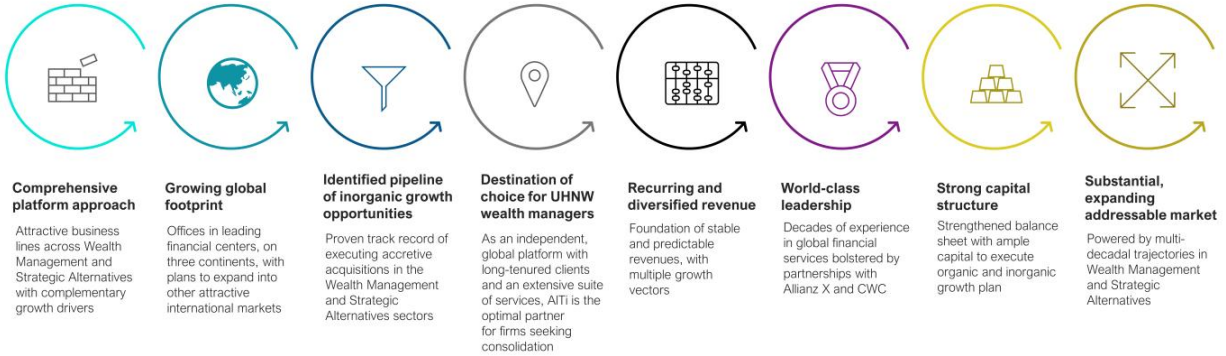 Comprehensive
platform approach
Attractive business
lines across Wealth
Management and
Strategic Alternatives
with complementary
growth drivers
Growing global
footprint
Offices in leading
financial centers, on
three continents, with
plans to expand into
other attractive
international markets
Identified pipeline
of inorganic growth
opportunities
Proven track record of
executing accretive
acquisitions in the
Wealth Management
and Strategic
Alternatives sectors
Destination of
choice for UHNW
wealth managers
As an independent,
global platform with
long-tenured clients
and an extensive suite
of services, AlTi is the
optimal partner
for firms seeking
consolidation
Recurring and
diversified revenue
Foundation of stable
and predictable
revenues, with
multiple growth
vectors
World-class
leadership
Decades of experience
in global financial
services bolstered by
partnerships with
Allianz X and CWC
Strong capital
structure
Strengthened balance
sheet with ample
capital to execute
organic and inorganic
growth plan
Substantial,
expanding
addressable market
Powered by multi-
decadal trajectories in
Wealth Management
and Strategic
Alternatives